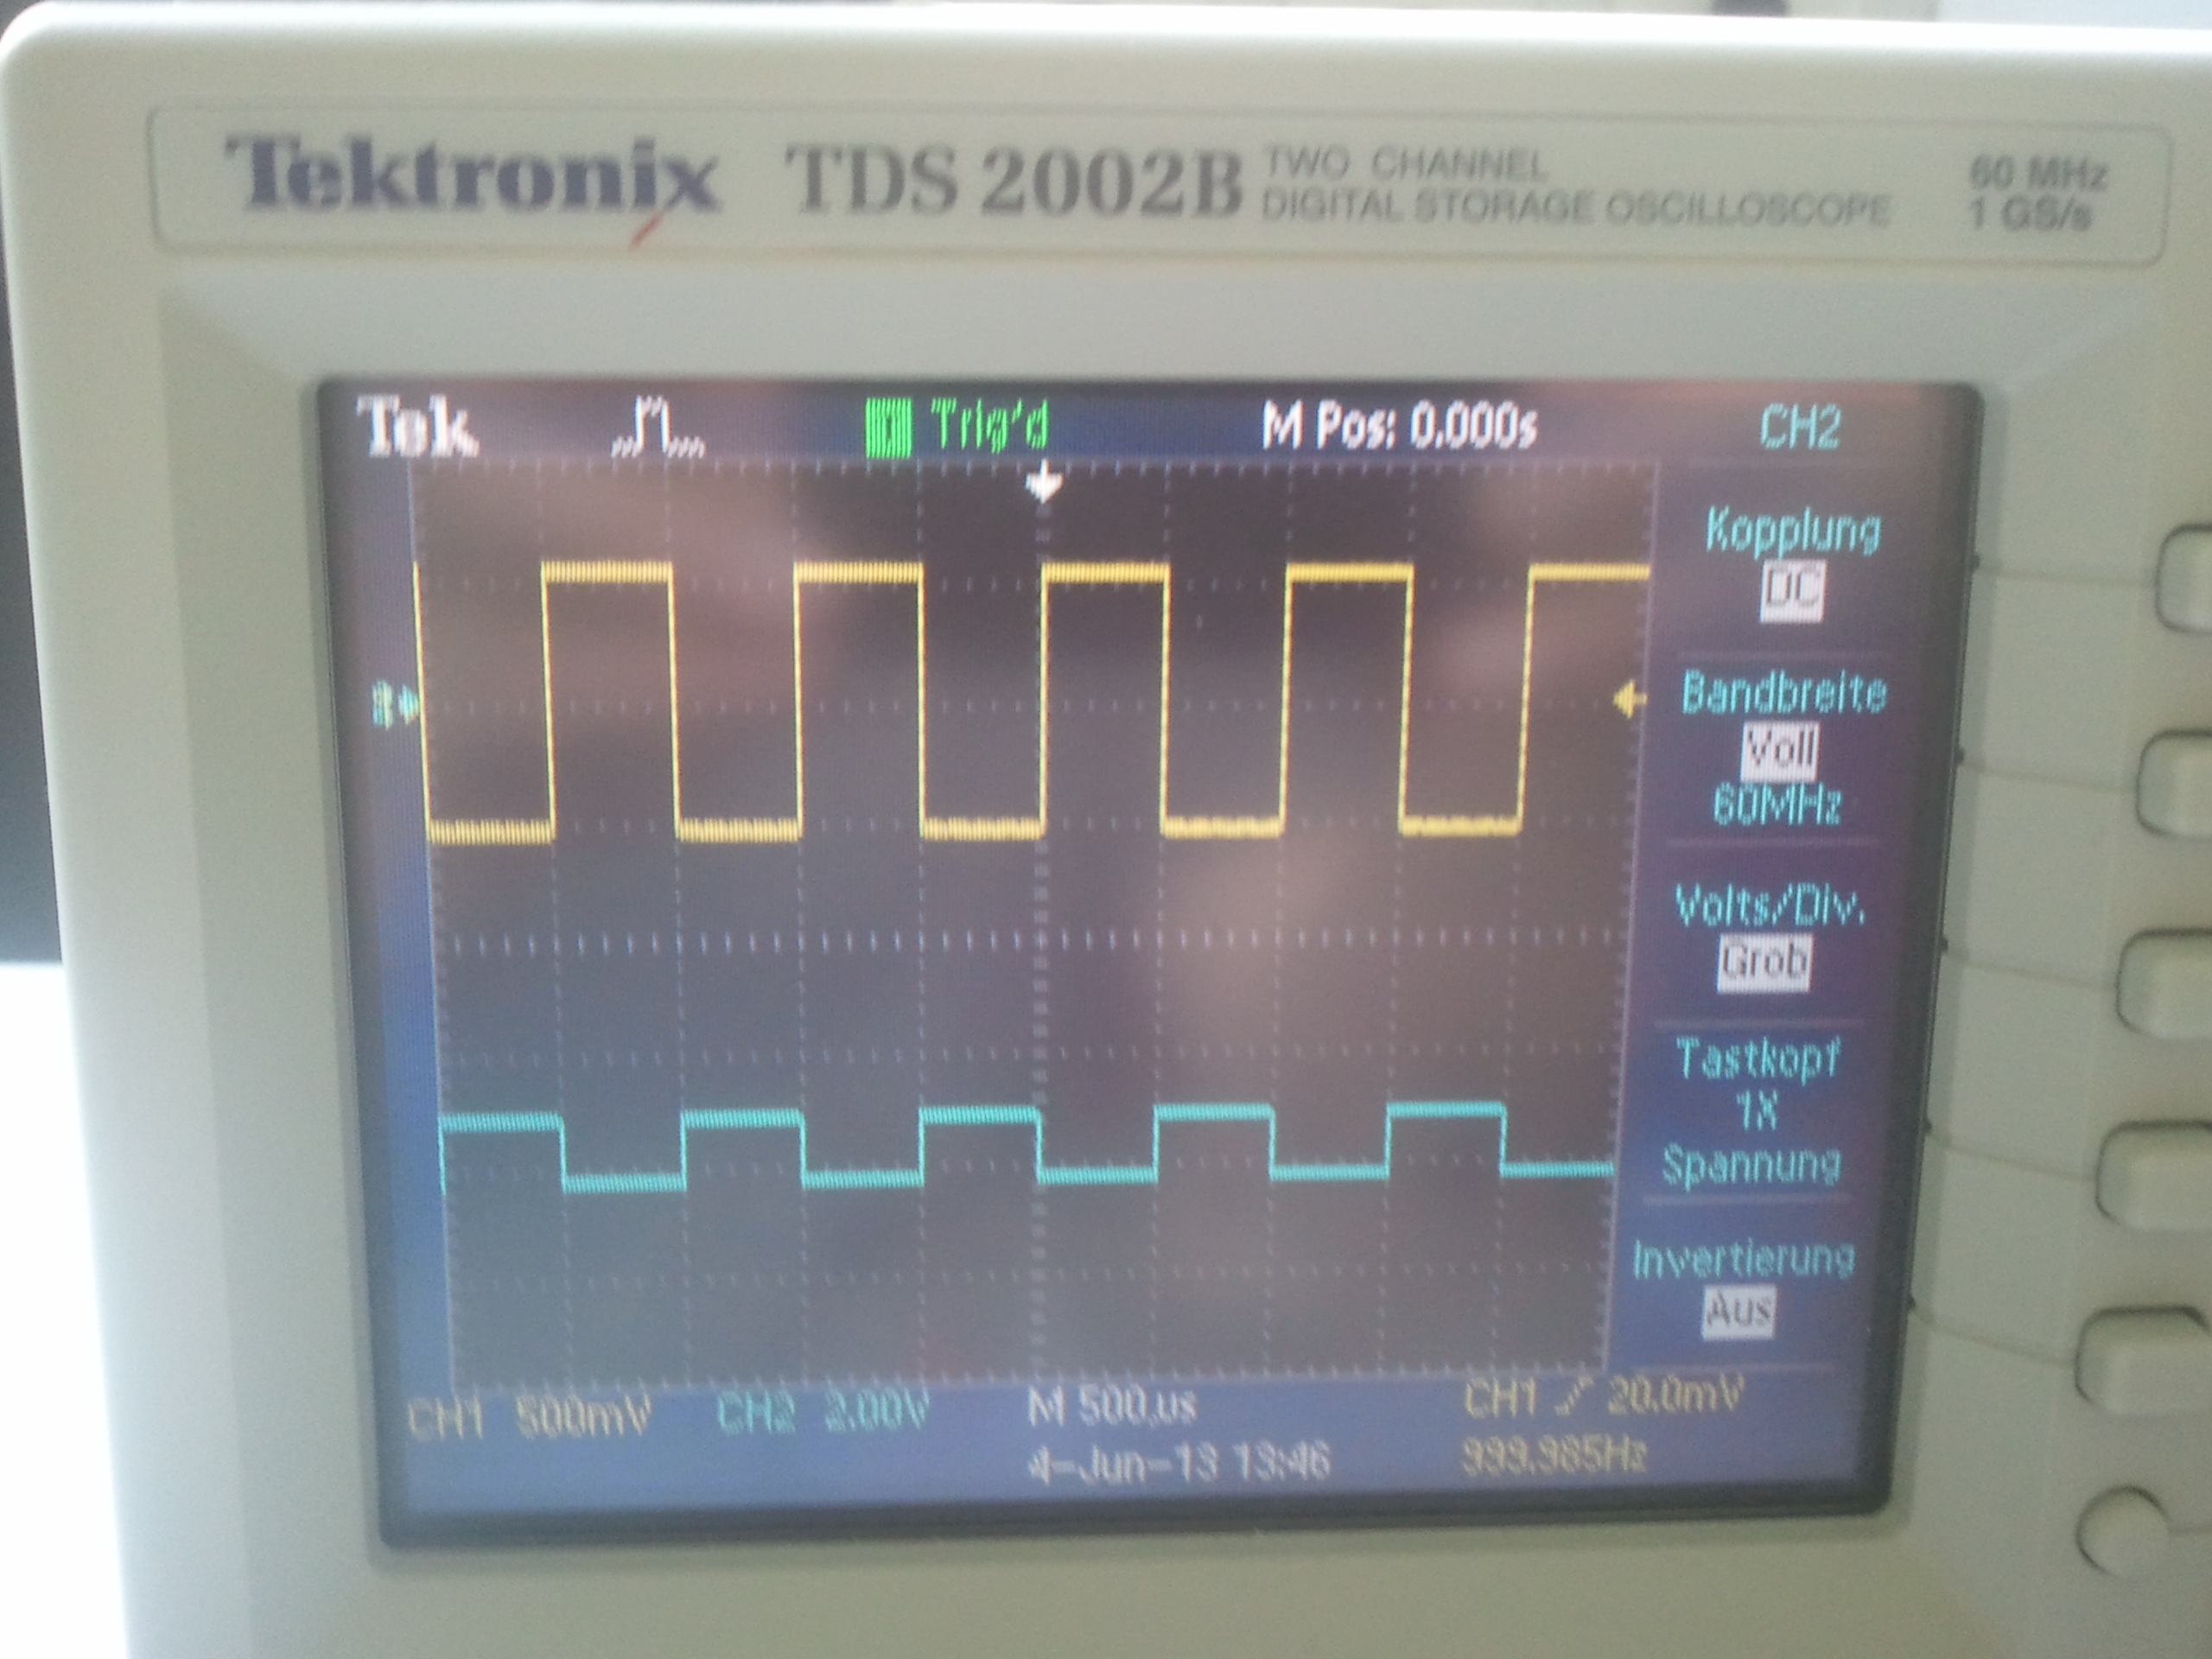 Tektronix TDS 2002B TWO CHANNEL DIGITAL STORAGE OSCILLOSCOPE
60 MHz
1 GS/s
Tek Trig'd M Pos: 0.000s CH2
Kopplung
DC
Bandbreite
Voll
60MHz
Volts/Div.
Grob
Tastkopf
1X
Spannung
Invertierung
Aus
CH1 500mV CH2 2.00V M 500µs CH1 20.0mV
4-Jun-13 13:46 999.985Hz